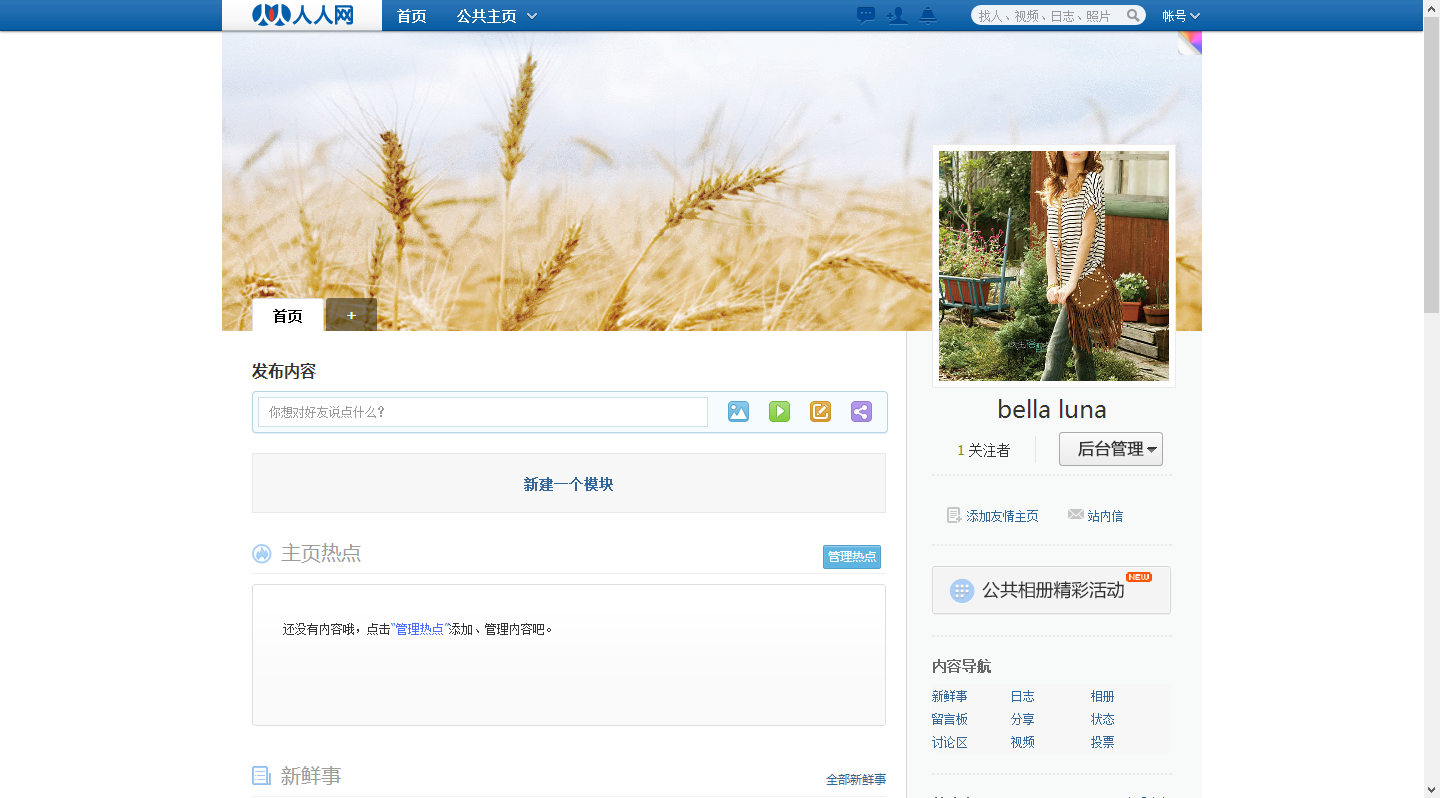 人人网 首页 公共主页 找人、视频、日志、照片 帐号
首页 +
发布内容
你想对好友说点什么?
新建一个模块
主页热点 管理热点
还没有内容哦，点击“管理热点”添加、管理内容吧。
新鲜事 全部新鲜事
bella luna
1 关注者 后台管理
添加友情主页 站内信
公共相册精彩活动 NEW
内容导航
新鲜事 日志 相册
留言板 分享 状态
讨论区 视频 投票